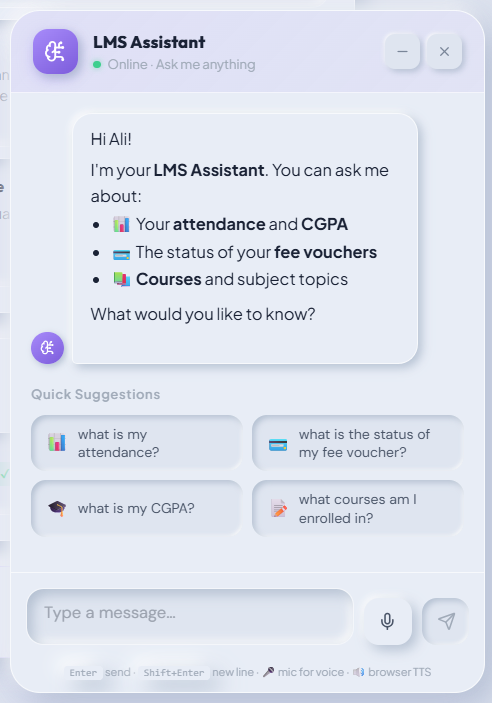 LMS Assistant
Online · Ask me anything
Hi Ali!
I'm your LMS Assistant. You can ask me
about:
• 📊 Your attendance and CGPA
• 💳 The status of your fee vouchers
• 📚 Courses and subject topics
What would you like to know?
Quick Suggestions
📊 what is my
attendance?
💳 what is the status of
my fee voucher?
🎓 what is my CGPA?
📝 what courses am I
enrolled in?
Type a message...
Enter send · Shift+Enter new line · 🎤 mic for voice · 🔊 browser TTS